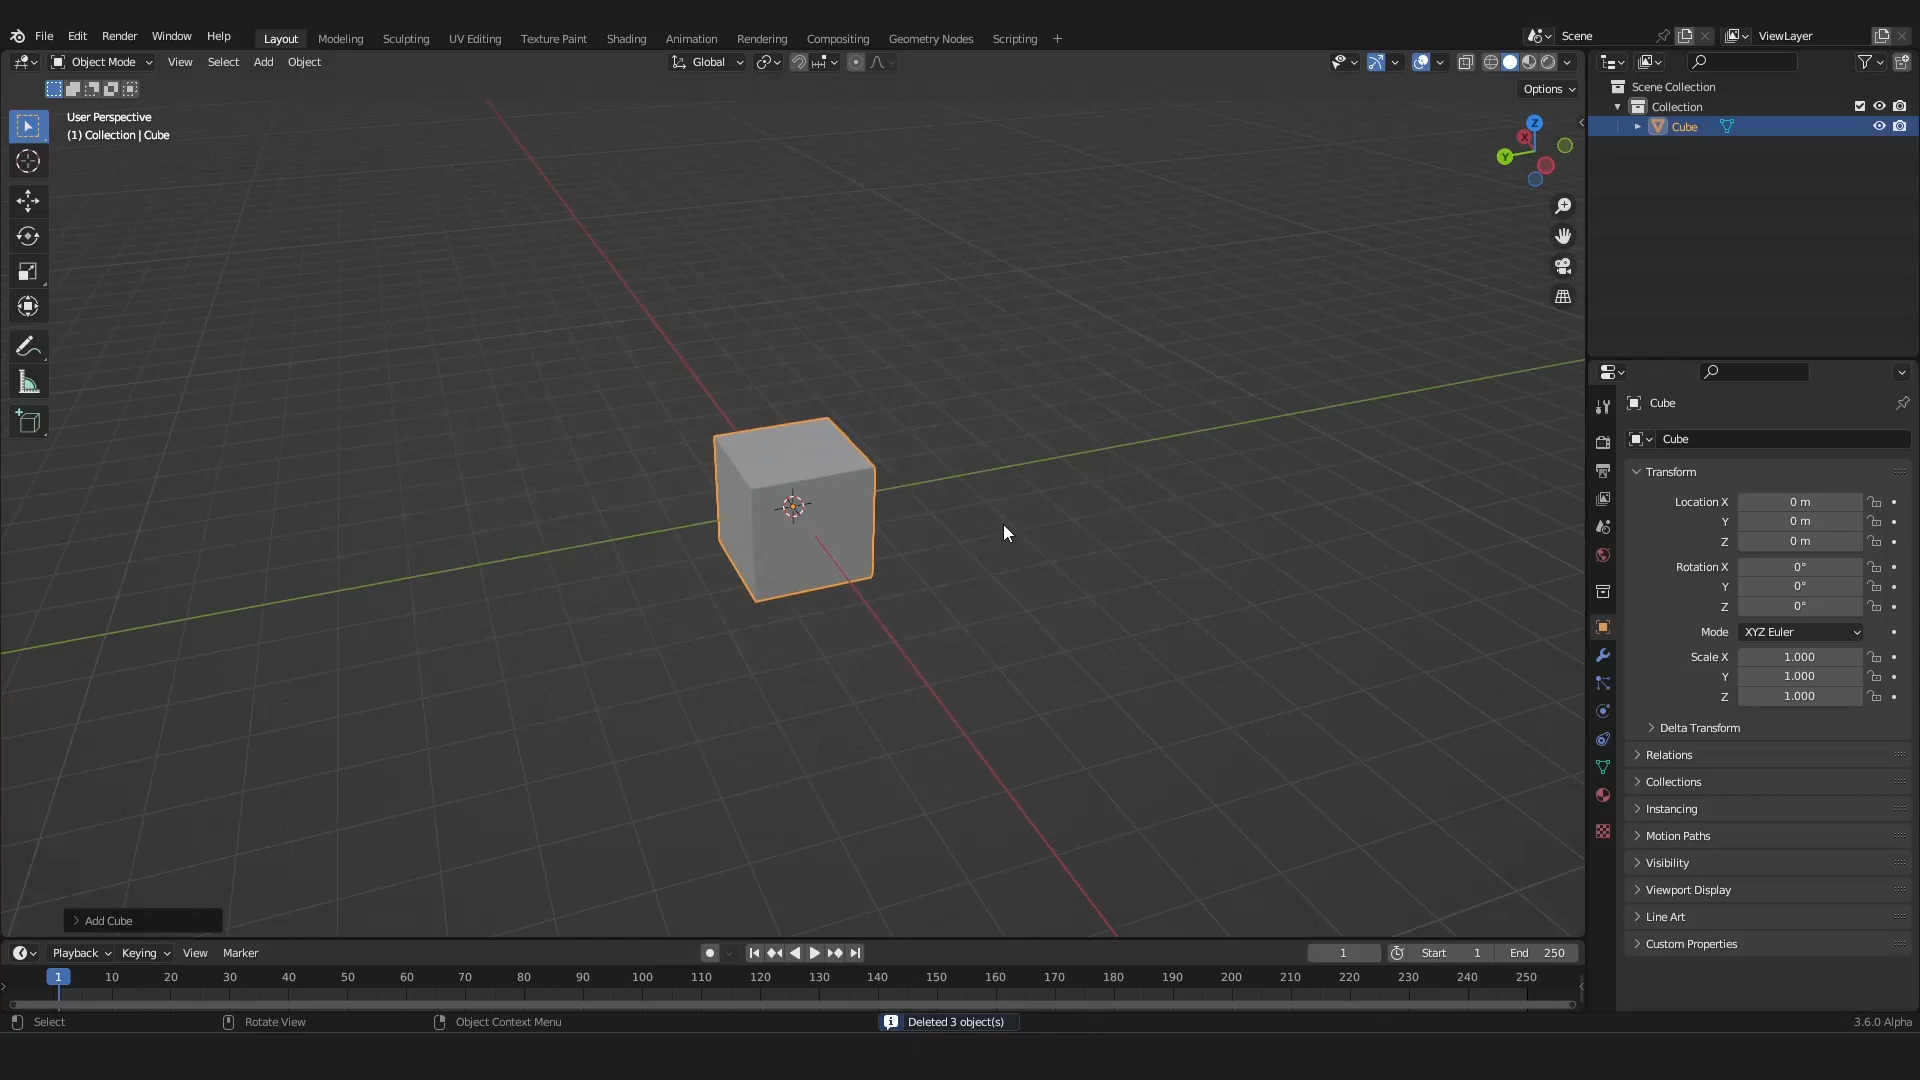 File Edit Render Window Help Layout Modeling Sculpting UV Editing Texture Paint Shading Animation Rendering Compositing Geometry Nodes Scripting + Scene ViewLayer
Object Mode View Select Add Object Global
Options
User Perspective
(1) Collection | Cube
Z
X
Y
Scene Collection
Collection
Cube
Cube
Cube
Transform
Location X 0 m
Y 0 m
Z 0 m
Rotation X 0°
Y 0°
Z 0°
Mode XYZ Euler
Scale X 1.000
Y 1.000
Z 1.000
Delta Transform
Relations
Collections
Instancing
Motion Paths
Visibility
Viewport Display
Line Art
Custom Properties
Add Cube
Playback Keying View Marker 1 Start 1 End 250
1 10 20 30 40 50 60 70 80 90 100 110 120 130 140 150 160 170 180 190 200 210 220 230 240 250
Select Rotate View Object Context Menu Deleted 3 object(s) 3.6.0 Alpha